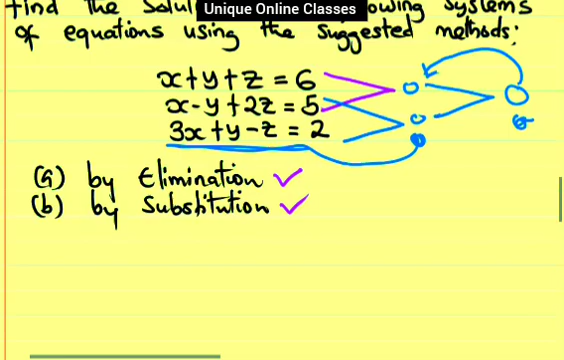 Unique Online Classes
find the Solu owing Systems
of equations using the suggested methods:
x+y+z = 6
x-y+2z = 5
3x+y-z = 2
(a) by Elimination ✓
(b) by Substitution ✓